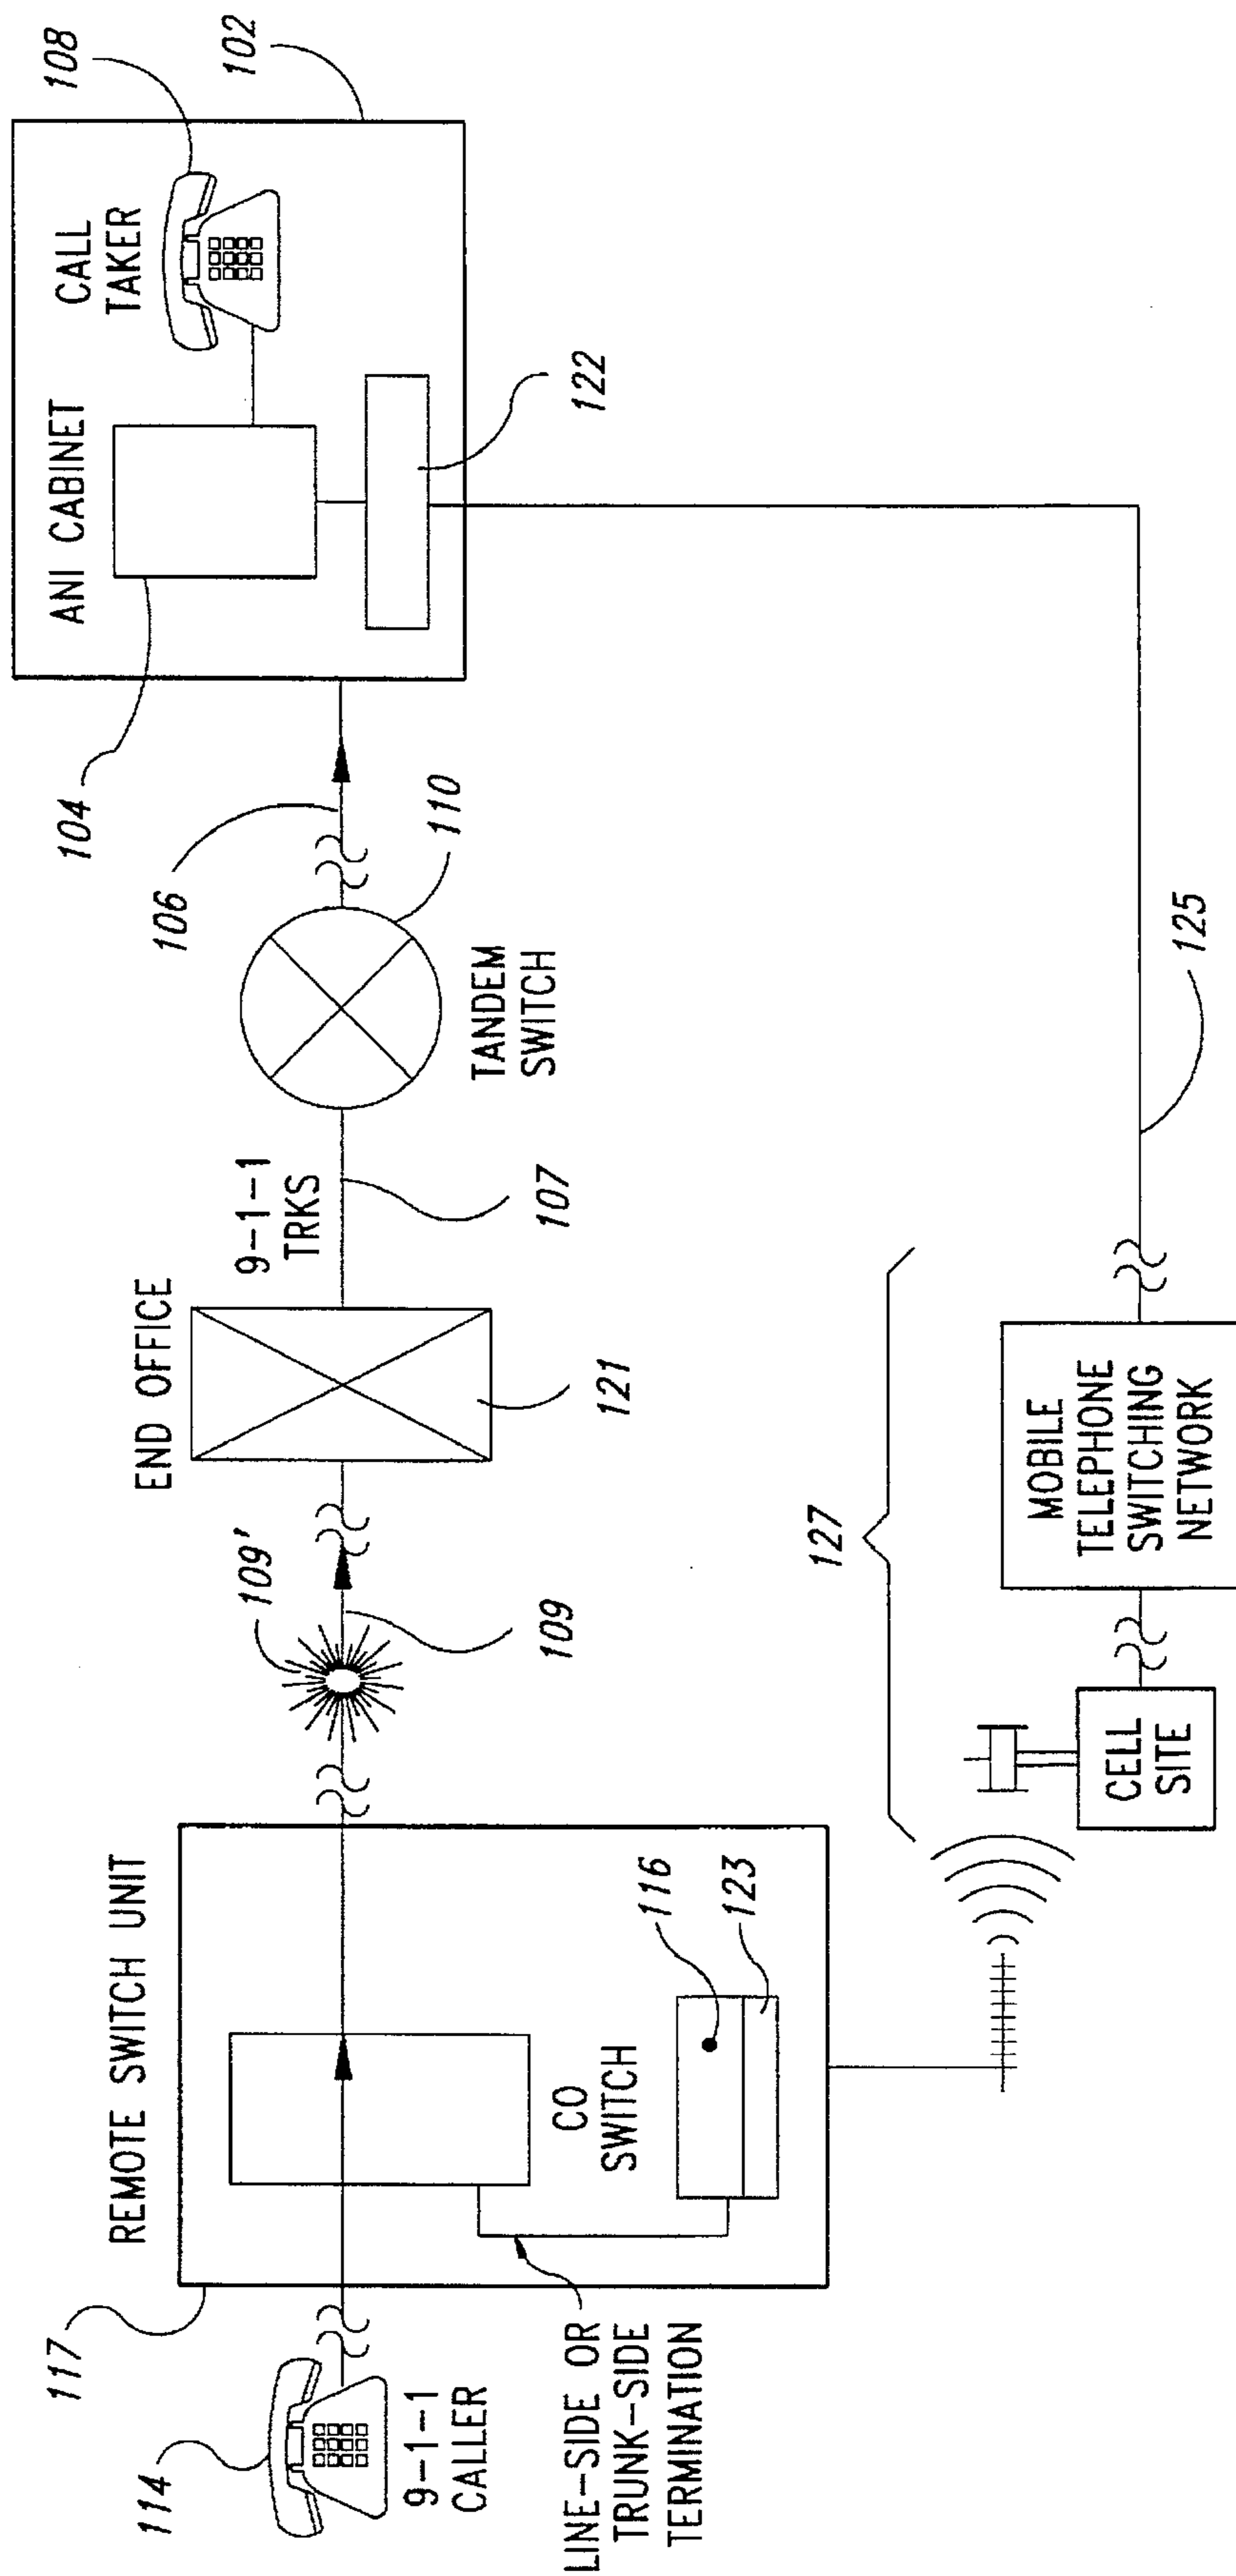 114
9-1-1
CALLER
117
REMOTE SWITCH UNIT
CO
SWITCH
116
123
LINE-SIDE OR
TRUNK-SIDE
TERMINATION
109'
109
END OFFICE
121
9-1-1
TRKS
107
TANDEM
SWITCH
110
106
104
ANI CABINET
CALL
TAKER
108
102
122
127
CELL
SITE
MOBILE
TELEPHONE
SWITCHING
NETWORK
125